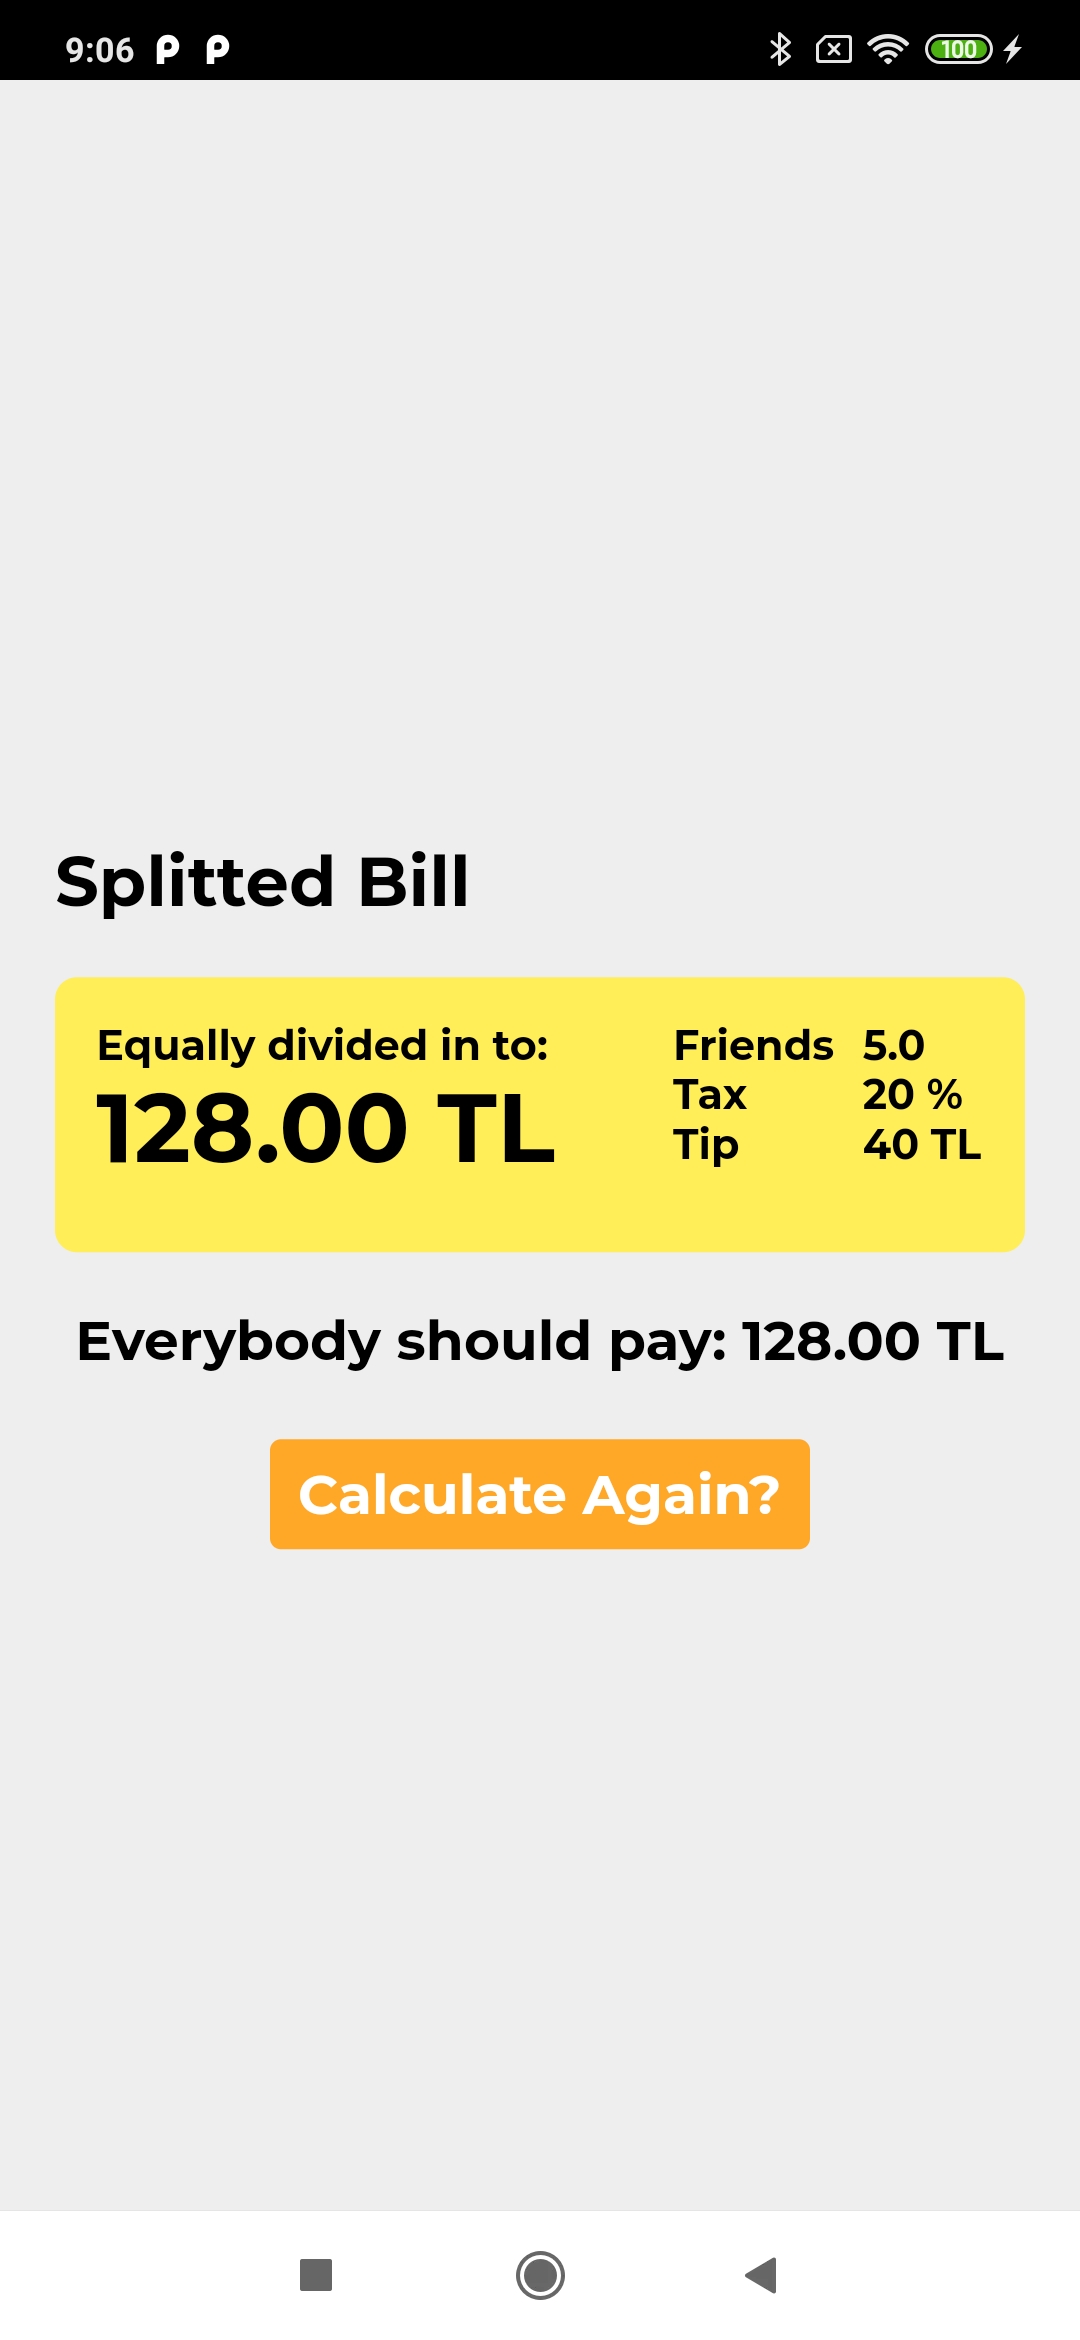 9:06
100
Splitted Bill
Equally divided in to:
128.00 TL
Friends 5.0
Tax 20 %
Tip 40 TL
Everybody should pay: 128.00 TL
Calculate Again?